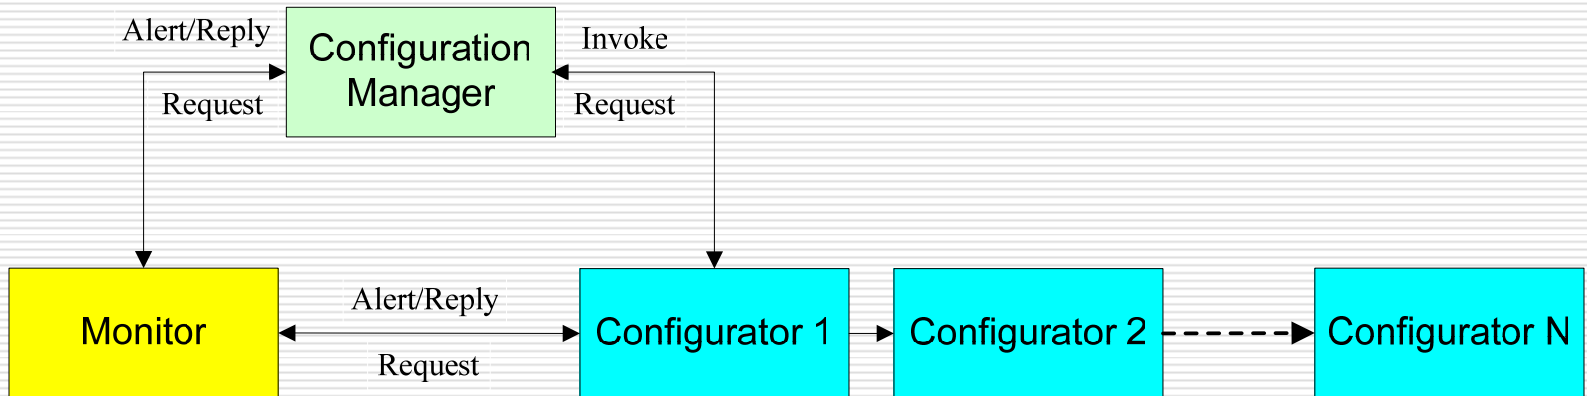 Alert/Reply
Configuration
Manager
Invoke
Request
Request
Monitor
Alert/Reply
Request
Configurator 1
Configurator 2
Configurator N